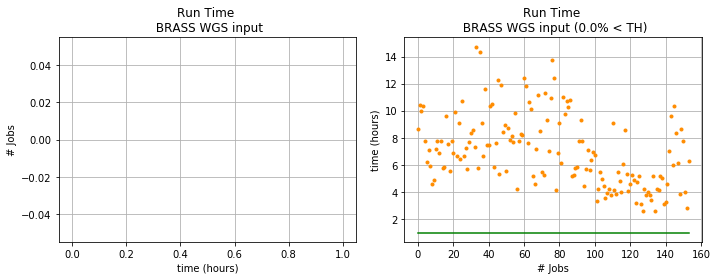 Run Time
BRASS WGS input
0.04
0.02
0.00
−0.02
−0.04
# Jobs
0.0 0.2 0.4 0.6 0.8 1.0
time (hours)
Run Time
BRASS WGS input (0.0% < TH)
14
12
10
8
6
4
2
time (hours)
0 20 40 60 80 100 120 140 160
# Jobs